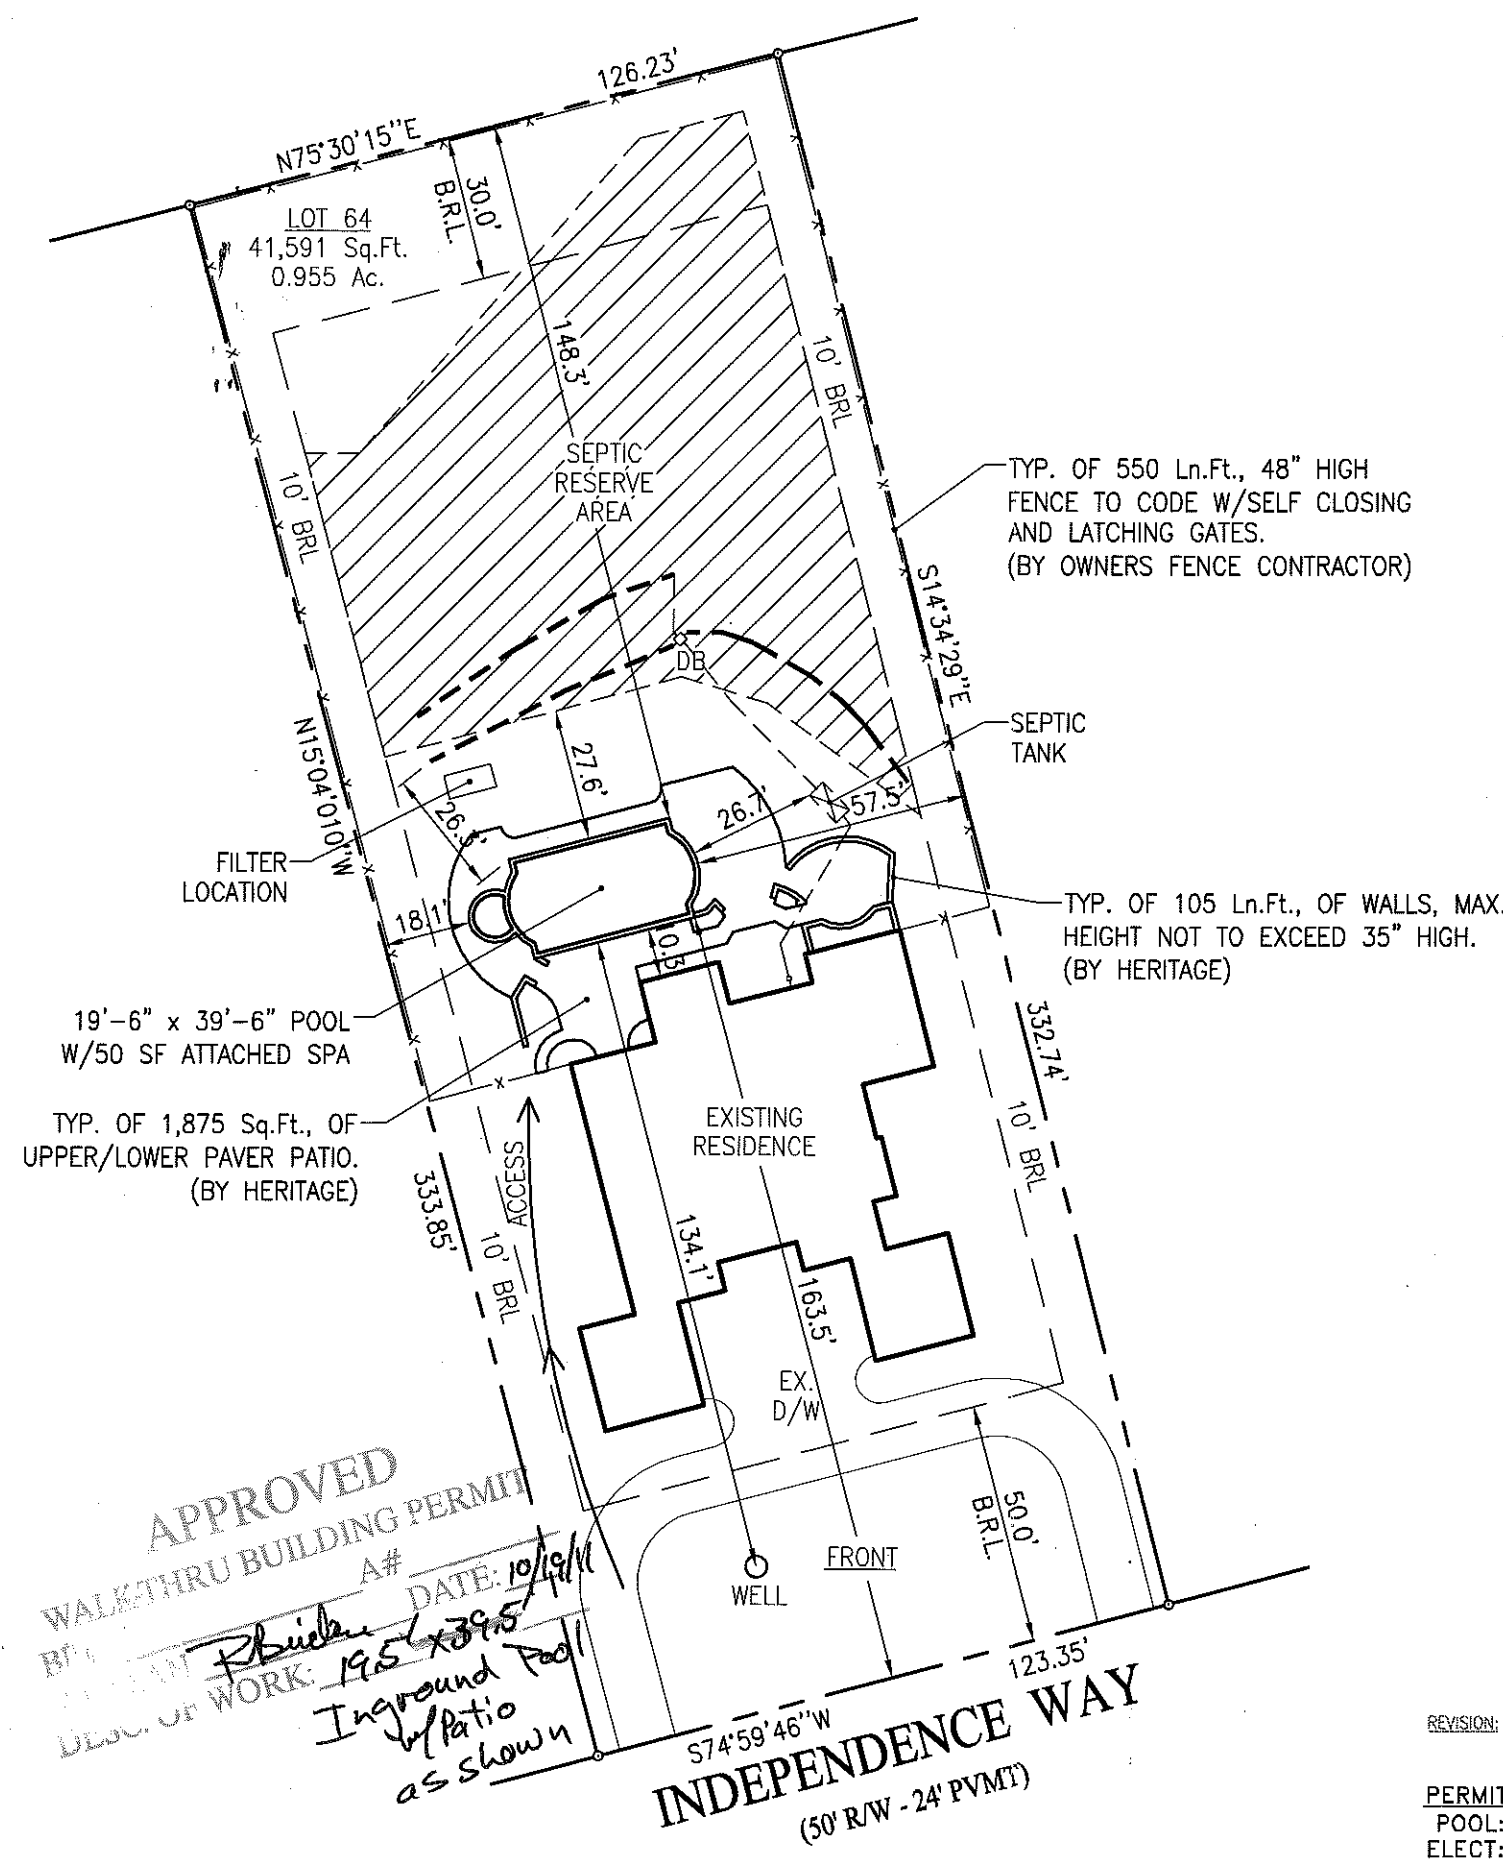 126.23'
N75°30'15"E
LOT 64
41,591 Sq.Ft.
0.955 Ac.
30.0'
B.R.L.
148.3'
10' BRL
10' BRL
SEPTIC
RESERVE
AREA
TYP. OF 550 Ln.Ft., 48" HIGH
FENCE TO CODE W/SELF CLOSING
AND LATCHING GATES.
(BY OWNERS FENCE CONTRACTOR)
S14°34'29"E
DB
N15°04'010"W
SEPTIC
TANK
27.6'
26.7'
57.5'
FILTER
LOCATION
18.1'
TYP. OF 105 Ln.Ft., OF WALLS, MAX.
HEIGHT NOT TO EXCEED 35" HIGH.
(BY HERITAGE)
19'-6" x 39'-6" POOL
W/50 SF ATTACHED SPA
332.74'
TYP. OF 1,875 Sq.Ft., OF
UPPER/LOWER PAVER PATIO.
(BY HERITAGE)
EXISTING
RESIDENCE
10' BRL
ACCESS
333.85'
10' BRL
134.1'
163.5'
EX.
D/W
APPROVED
WALK-THRU BUILDING PERMIT
A#
DATE: 10/19/11
DESC. OF WORK: 19.5' x 39.5'
Inground Pool
w/Patio
as shown
50.0'
B.R.L.
FRONT
WELL
123.35'
S74°59'46"W
INDEPENDENCE WAY
(50' R/W - 24' PVMT)
REVISION:
PERMIT
POOL:
ELECT: